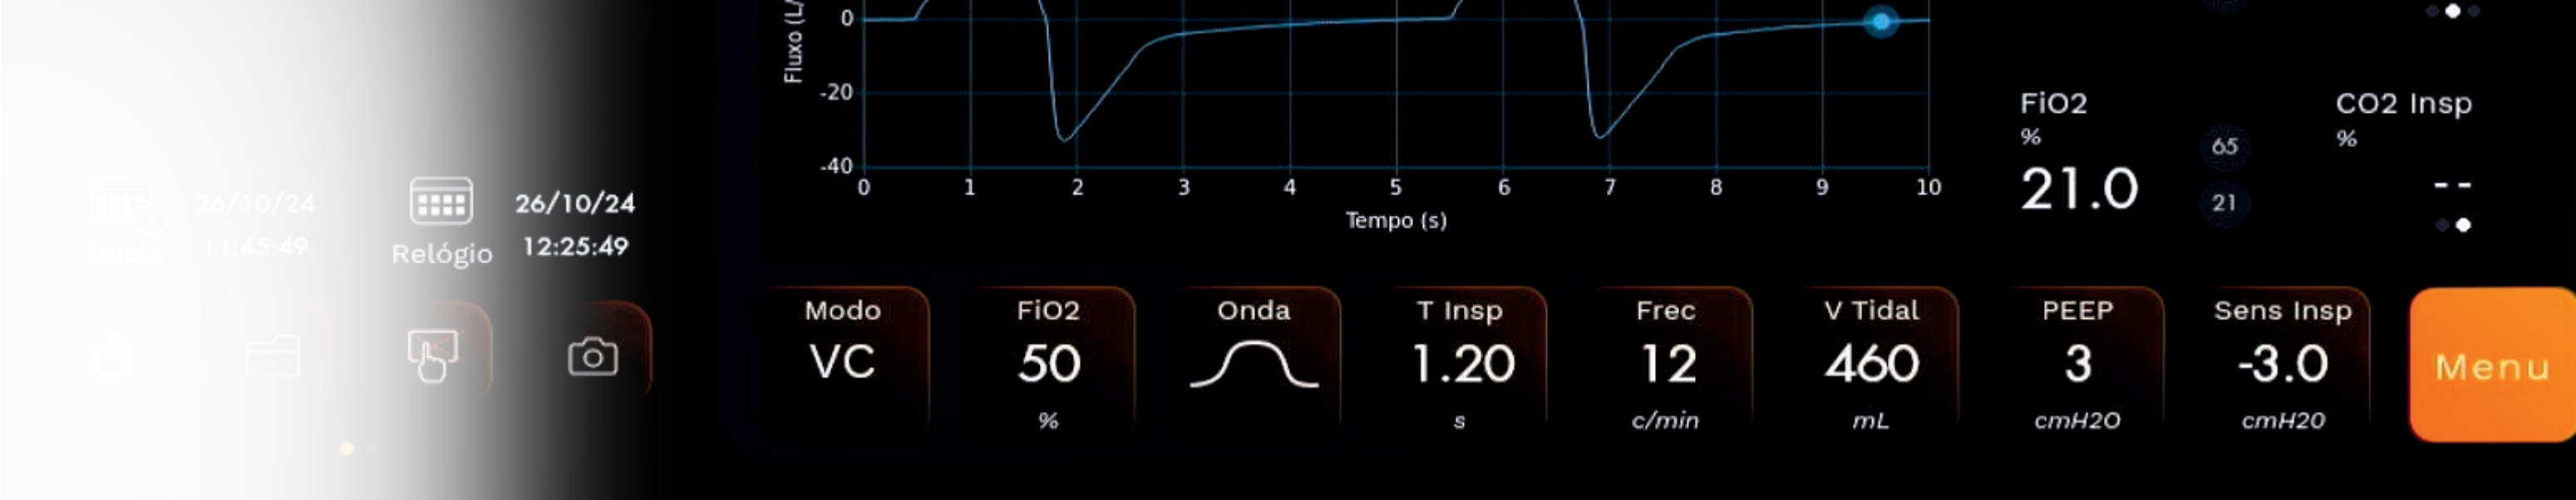 Fluxo (L/
0
-20
-40
0 1 2 3 4 5 6 7 8 9 10
Tempo (s)
FiO2
%
21.0
65
21
CO2 Insp
%
--
Início
26/10/24
11:45:49
Relógio
26/10/24
12:25:49
Modo
VC
FiO2
50
%
Onda
T Insp
1.20
s
Frec
12
c/min
V Tidal
460
mL
PEEP
3
cmH2O
Sens Insp
-3.0
cmH20
Menu